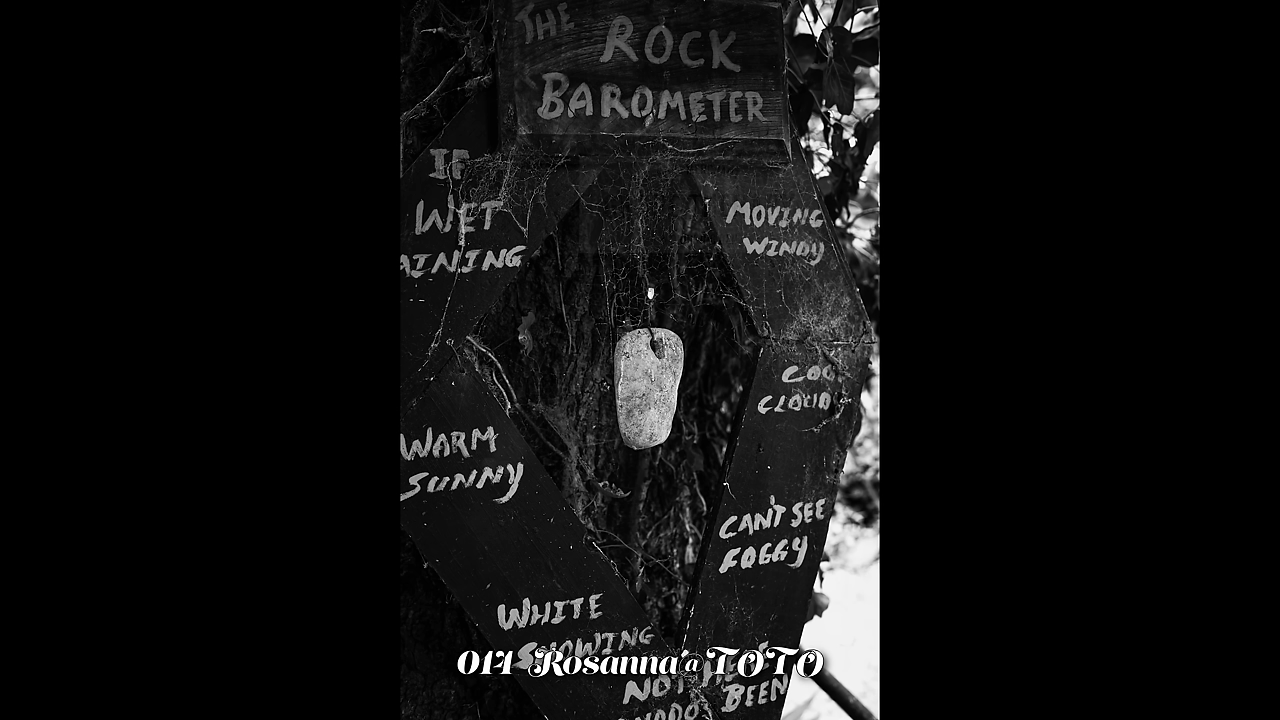 THE ROCK
BAROMETER
IF
WET
AINING
MOVING
WINDY
COO
CLOUD
WARM
SUNNY
CAN'T SEE
FOGGY
WHITE
SNOWING
NOT
BEEN
014 Rosanna@TOTO